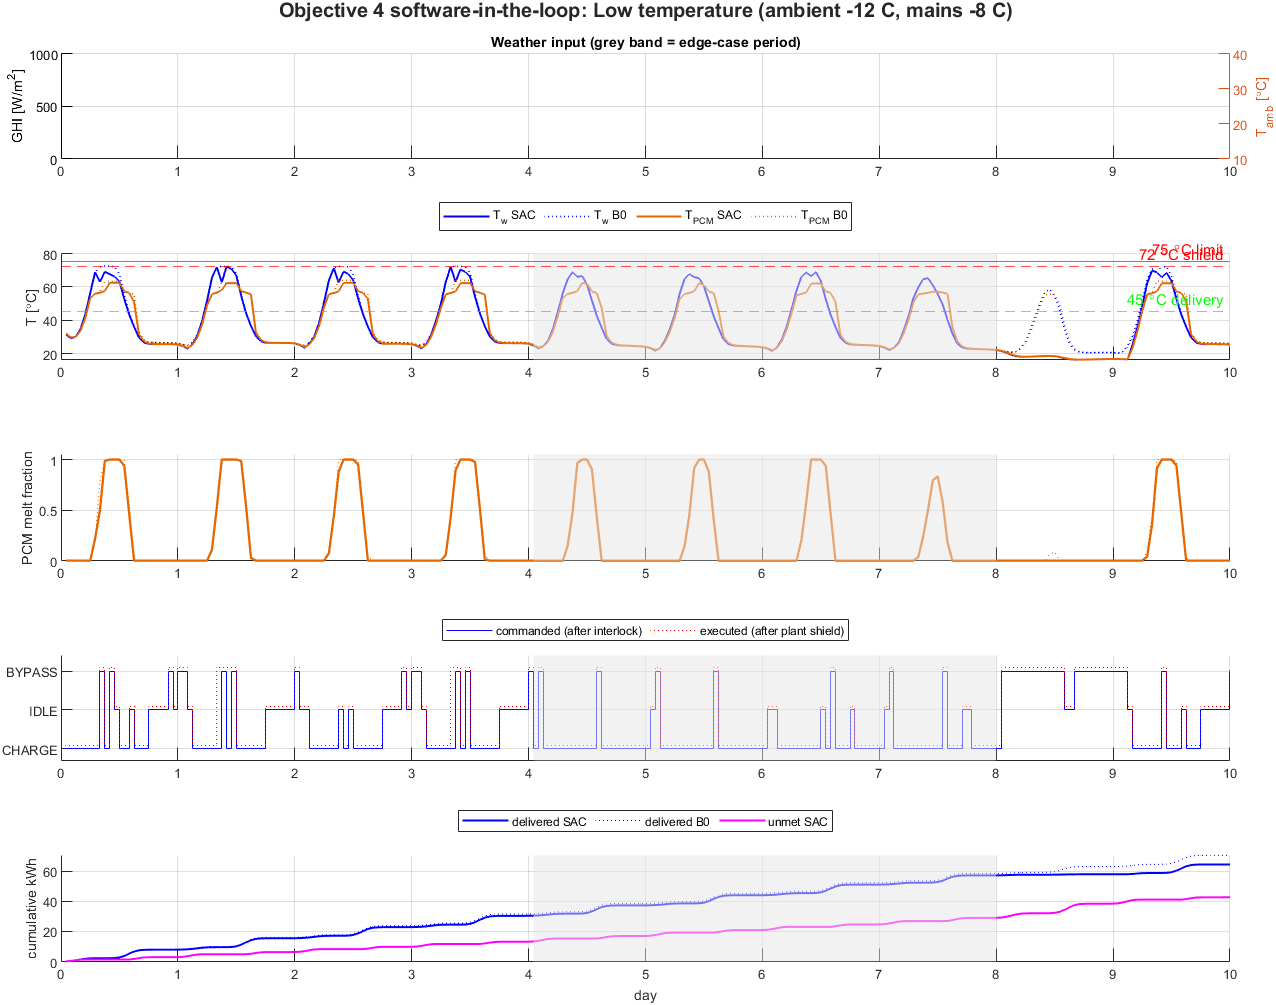 Objective 4 software-in-the-loop: Low temperature (ambient -12 C, mains -8 C)
Weather input (grey band = edge-case period)
1000
500
0
GHI [W/m2]
40
30
20
10
Tamb [°C]
0 1 2 3 4 5 6 7 8 9 10
Tw SAC Tw B0 TPCM SAC TPCM B0
80
60
40
20
T [°C]
75 °C limit
72 °C shield
45 °C delivery
0 1 2 3 4 5 6 7 8 9 10
1
0.5
0
PCM melt fraction
0 1 2 3 4 5 6 7 8 9 10
commanded (after interlock) executed (after plant shield)
BYPASS
IDLE
CHARGE
0 1 2 3 4 5 6 7 8 9 10
delivered SAC delivered B0 unmet SAC
60
40
20
0
cumulative kWh
0 1 2 3 4 5 6 7 8 9 10
day